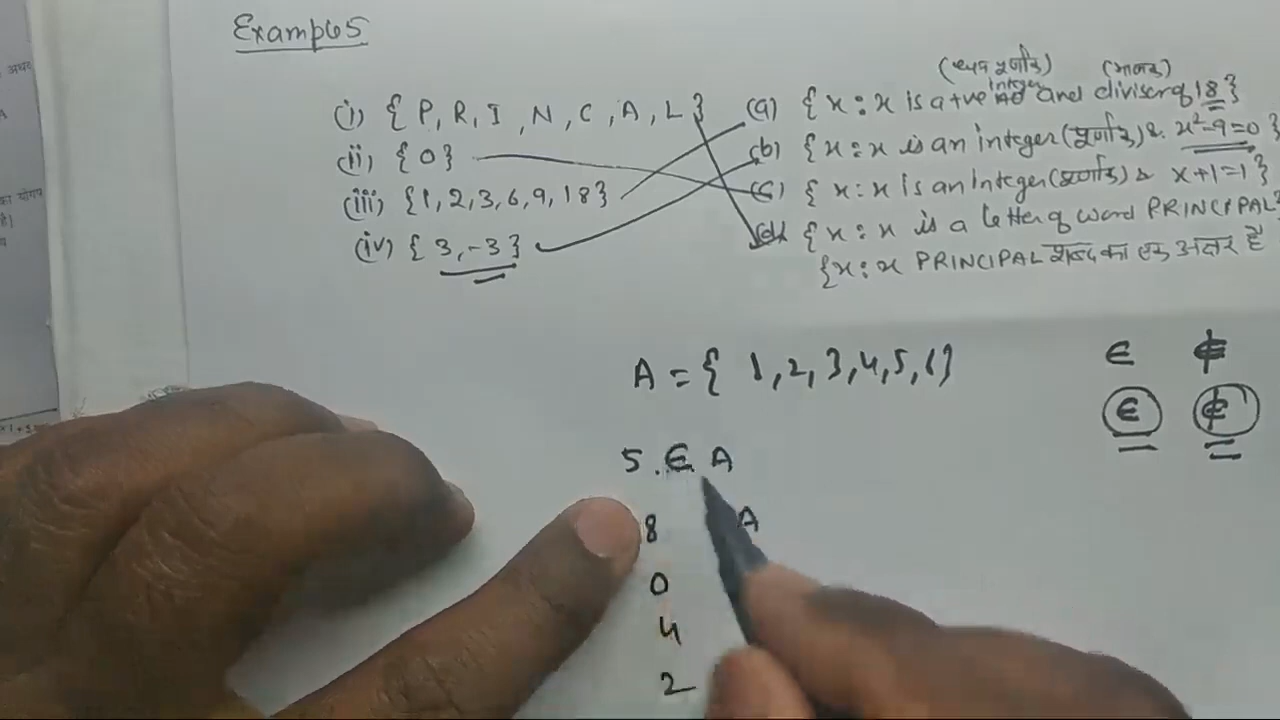 Examples
(i) { P, R, I, N, C, A, L }
(ii) { 0 }
(iii) { 1, 2, 3, 6, 9, 18 }
(iv) { 3, -3 }
(धन पूर्णांक) (भाजक)
(a) { x : x is a +ve integer and divisor of 18 }
(b) { x : x is an integer (पूर्णांक) & x²-9=0 }
(c) { x : x is an integer (पूर्णांक) & x+1=1 }
(d) { x : x is a letter of word PRINCIPAL
{ x : x PRINCIPAL शब्द का एक अक्षर है
A = { 1, 2, 3, 4, 5, 6 }
∈ ∉
∈ ∉
5 ∈ A
8 A
0
4
2